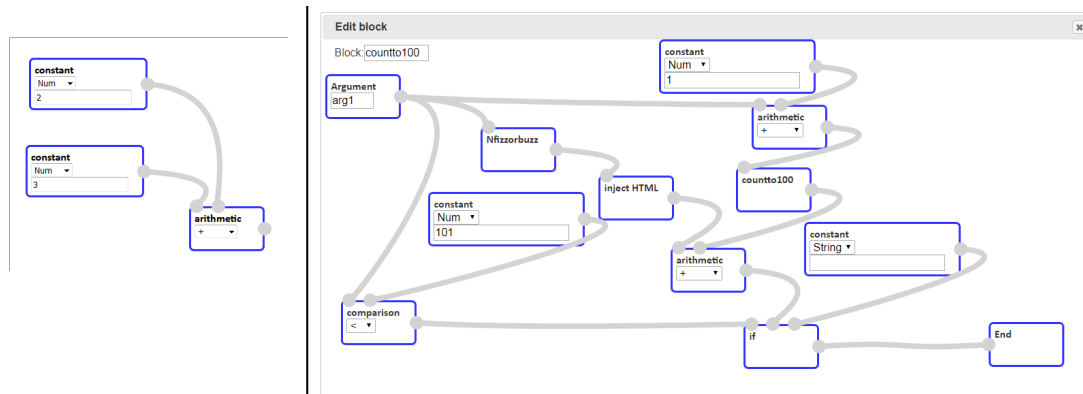 constant
Num
2
constant
Num
3
arithmetic
+
Edit block
Block: countto100
constant
Num
1
Argument
arg1
arithmetic
+
Nfizzorbuzz
countto100
inject HTML
constant
Num
101
constant
String
arithmetic
+
comparison
<
if
End